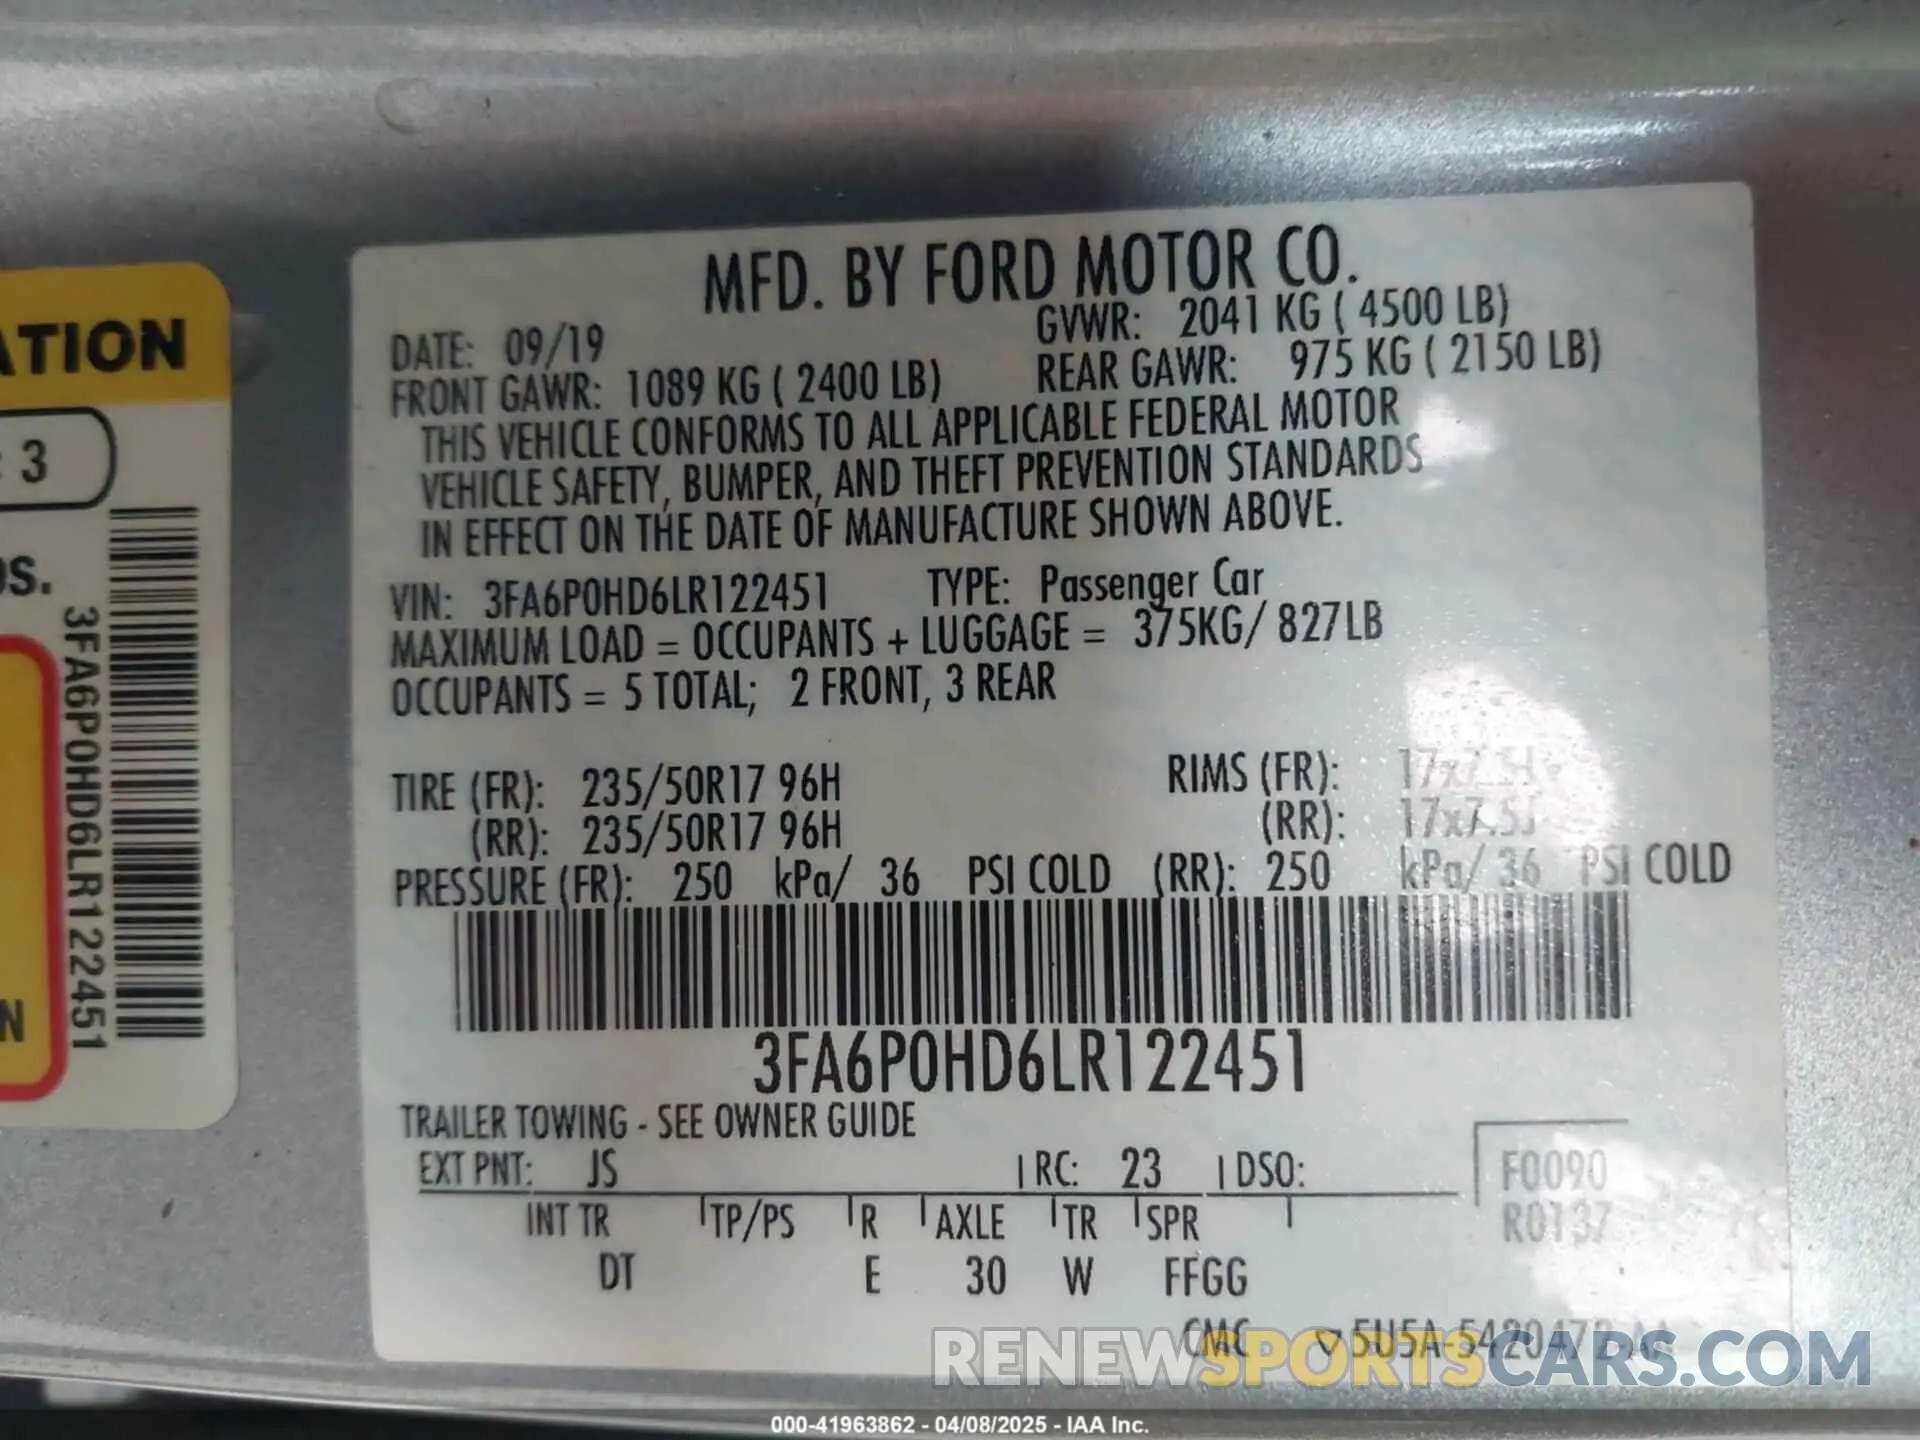 ATION
3
S.
3FA6P0HD6LR122451
N
MFD. BY FORD MOTOR CO.
DATE: 09/19 GVWR: 2041 KG ( 4500 LB)
FRONT GAWR: 1089 KG ( 2400 LB) REAR GAWR: 975 KG ( 2150 LB)
THIS VEHICLE CONFORMS TO ALL APPLICABLE FEDERAL MOTOR
VEHICLE SAFETY, BUMPER, AND THEFT PREVENTION STANDARDS
IN EFFECT ON THE DATE OF MANUFACTURE SHOWN ABOVE.
VIN: 3FA6P0HD6LR122451 TYPE: Passenger Car
MAXIMUM LOAD = OCCUPANTS + LUGGAGE = 375KG/ 827LB
OCCUPANTS = 5 TOTAL; 2 FRONT, 3 REAR
TIRE (FR): 235/50R17 96H RIMS (FR): 17x7.5J
(RR): 235/50R17 96H (RR): 17x7.5J
PRESSURE (FR): 250 kPa/ 36 PSI COLD (RR): 250 kPa/ 36 PSI COLD
3FA6P0HD6LR122451
TRAILER TOWING - SEE OWNER GUIDE
EXT PNT: JS RC: 23 DSO: F0090
INT TR TP/PS R AXLE TR SPR R0137
DT E 30 W FFGG
CMC 5U5A-5420472-AA
RENEWSPORTSCARS.COM
000-41963862 - 04/08/2025 - IAA Inc.